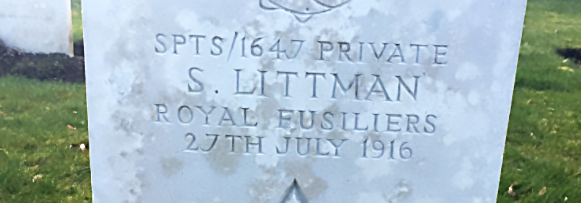 SPTS/1647 PRIVATE
S. LITTMAN
ROYAL FUSILIERS
27TH JULY 1916